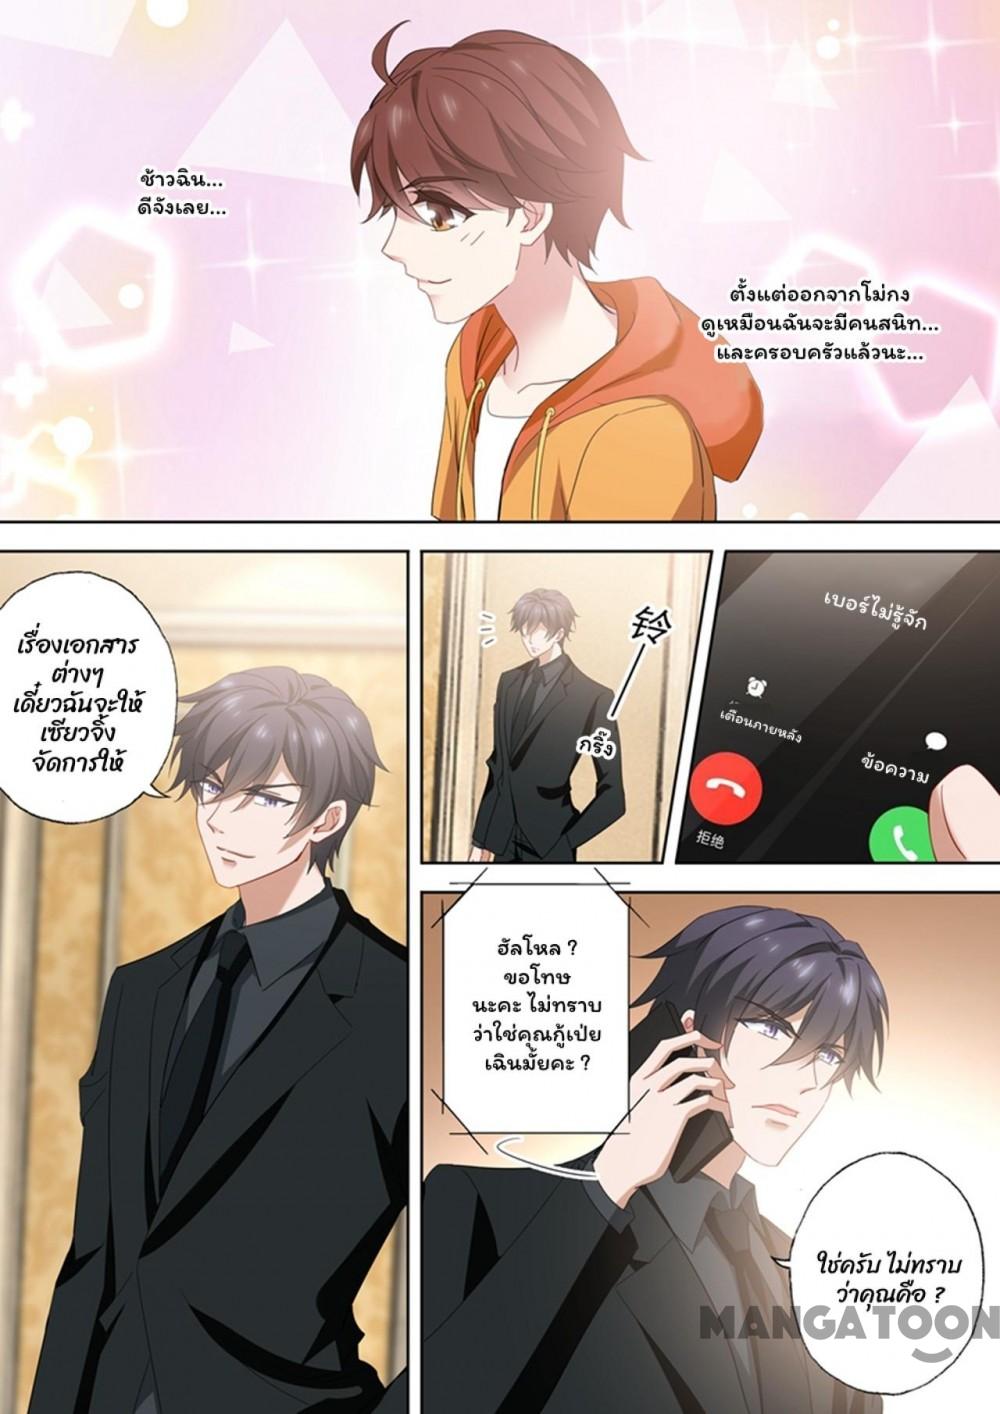 ช้าวฉิน...
ดีจังเลย...
ตั้งแต่ออกจากโม่กง
ดูเหมือนฉันจะมีคนสนิท...
และครอบครัวแล้วนะ...
เรื่องเอกสาร
ต่างๆ
เดี๋ยวฉันจะให้
เซียวจิ้ง
จัดการให้
铃
กริ๊ง
เบอร์ไม่รู้จัก
เตือนภายหลัง
ข้อความ
拒绝
ฮัลโหล ?
ขอโทษ
นะคะ ไม่ทราบ
ว่าใช่คุณกู้เป่ย
เฉินมั้ยคะ ?
ใช่ครับ ไม่ทราบ
ว่าคุณคือ ?
MANGATOON